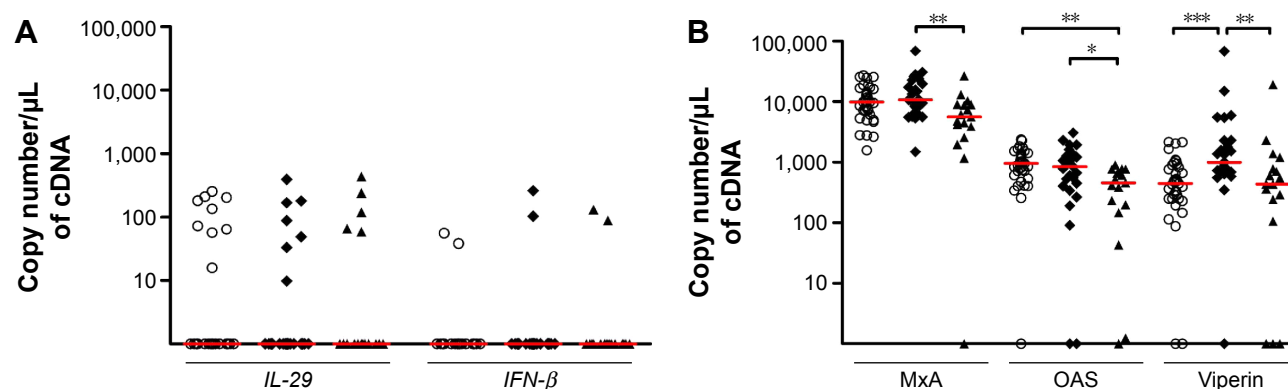 A
Copy number/µL
of cDNA
100,000
10,000
1,000
100
10
IL-29
IFN-β
B
Copy number/µL
of cDNA
100,000
10,000
1,000
100
10
**
**
*
***
**
MxA
OAS
Viperin